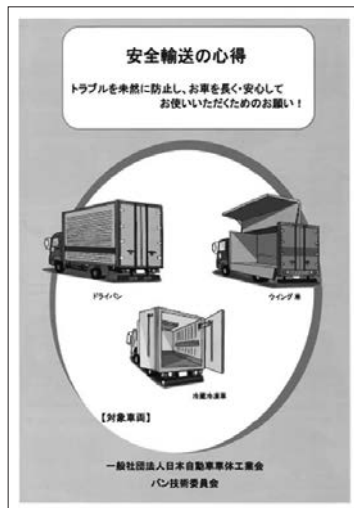 安全輸送の心得
トラブルを未然に防止し、お車を長く・安心して
お使いいただくためのお願い！
ドライバン
ウイング車
冷蔵冷凍車
【対象車両】
一般社団法人日本自動車車体工業会
バン技術委員会